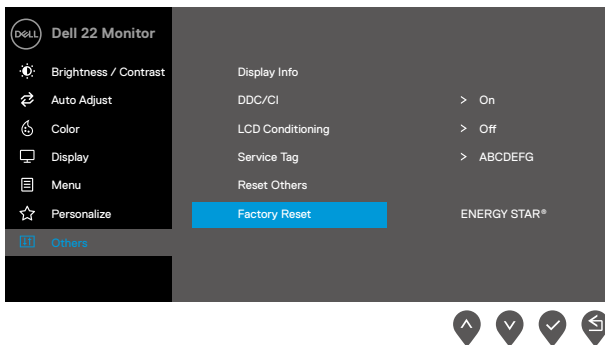 DELL Dell 22 Monitor
Brightness / Contrast Display Info
Auto Adjust DDC/CI > On
Color LCD Conditioning > Off
Display Service Tag > ABCDEFG
Menu Reset Others
Personalize Factory Reset ENERGY STAR®
Others